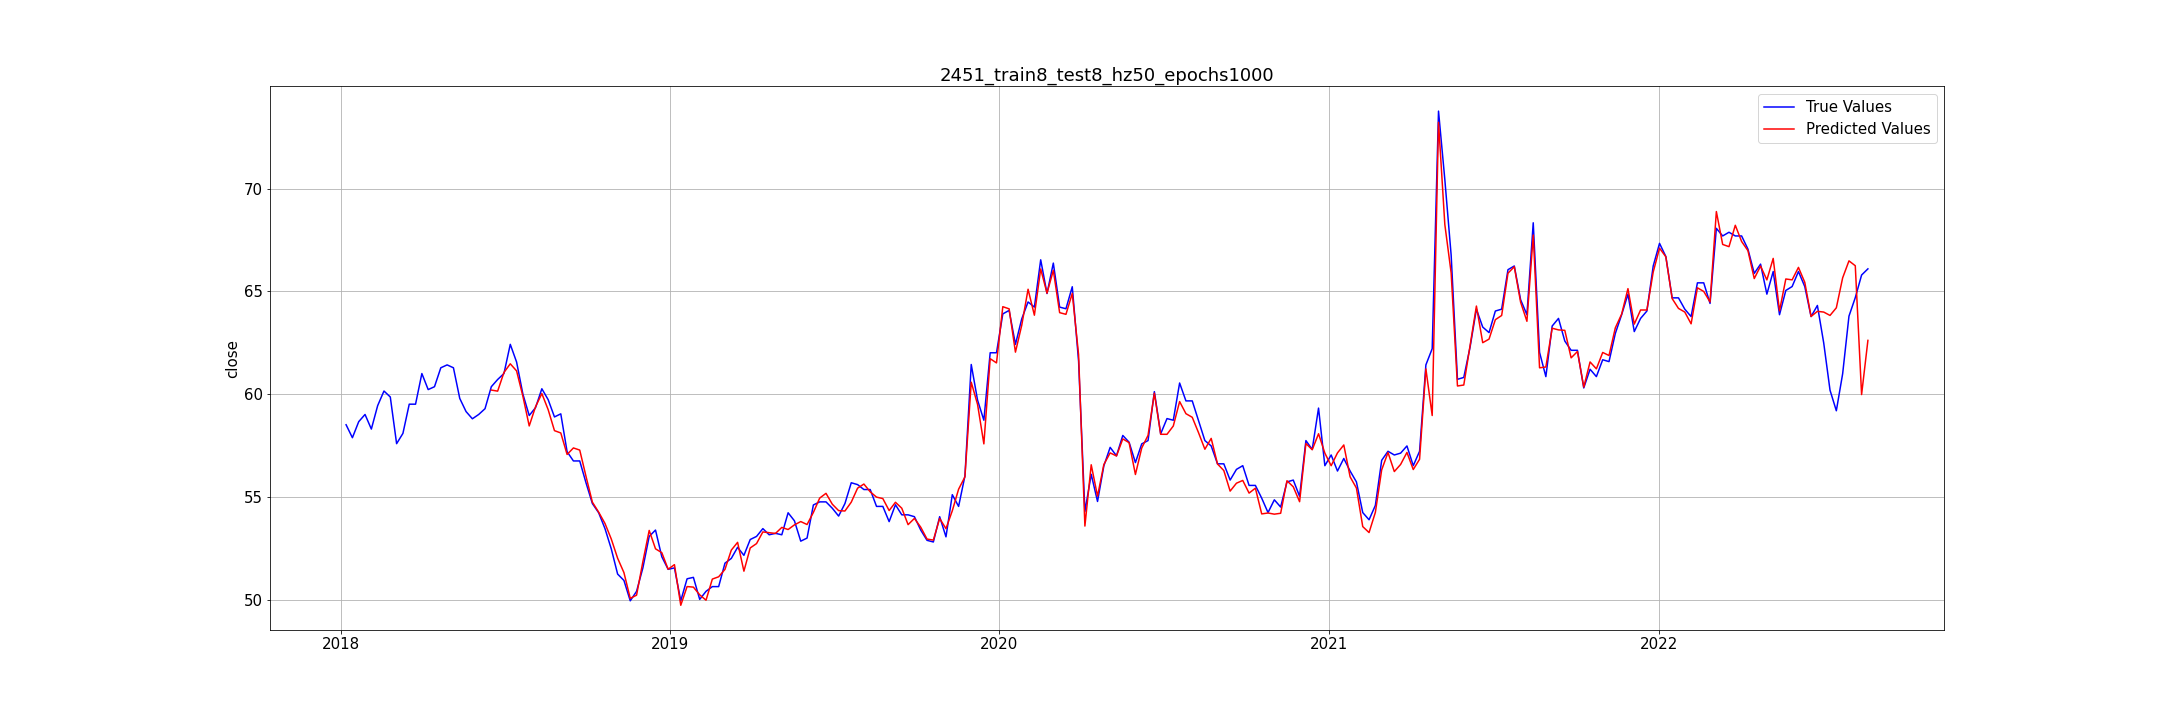 2451_train8_test8_hz50_epochs1000
True Values
Predicted Values
close
70
65
60
55
50
2018
2019
2020
2021
2022